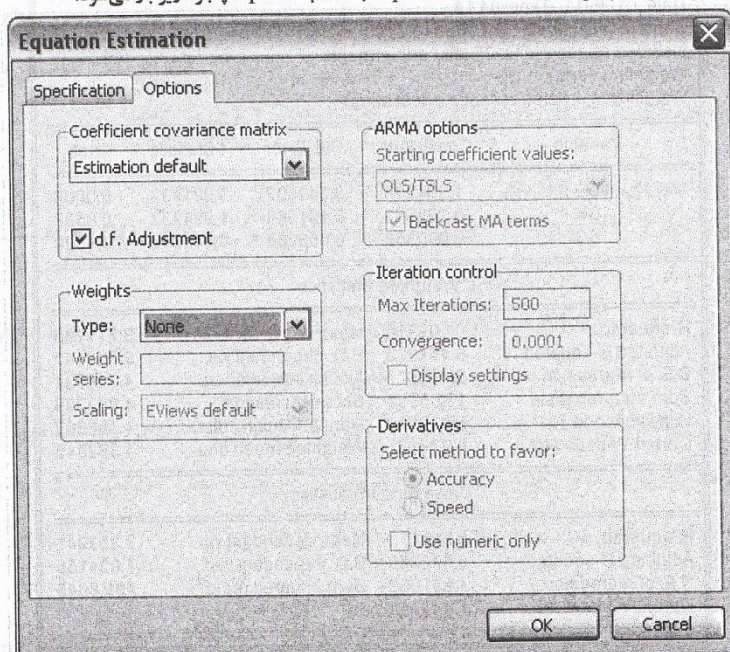 Equation Estimation
Specification
Options
Coefficient covariance matrix
Estimation default
d.f. Adjustment
Weights
Type: None
Weight series:
Scaling: EViews default
ARMA options
Starting coefficient values:
OLS/TSLS
Backcast MA terms
Iteration control
Max Iterations: 500
Convergence: 0.0001
Display settings
Derivatives
Select method to favor:
Accuracy
Speed
Use numeric only
OK
Cancel